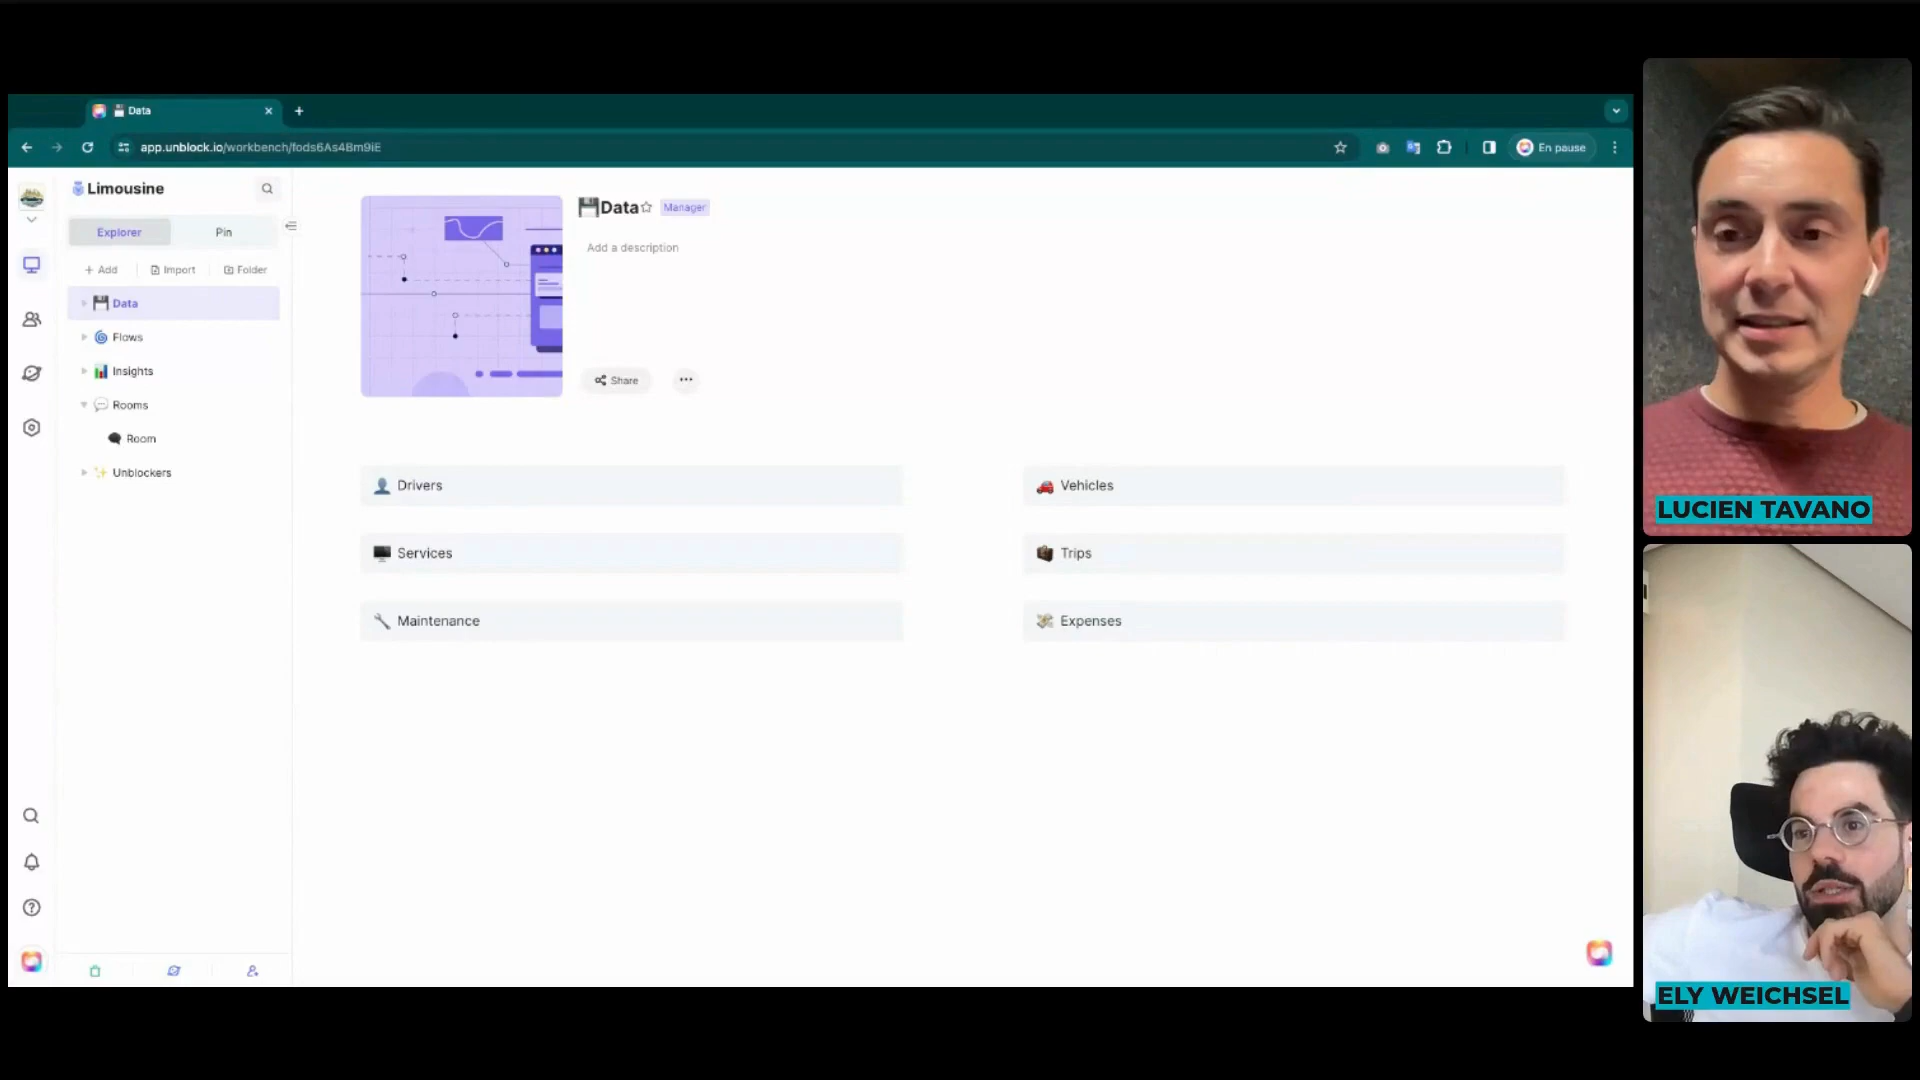 Data
app.unblock.io/workbench/fods6As4Bm9iE
En pause
Limousine
Explorer
Pin
Add
Import
Folder
Data
Flows
Insights
Rooms
Room
Unblockers
Data
Manager
Add a description
Share
Drivers
Vehicles
Services
Trips
Maintenance
Expenses
LUCIEN TAVANO
ELY WEICHSEL